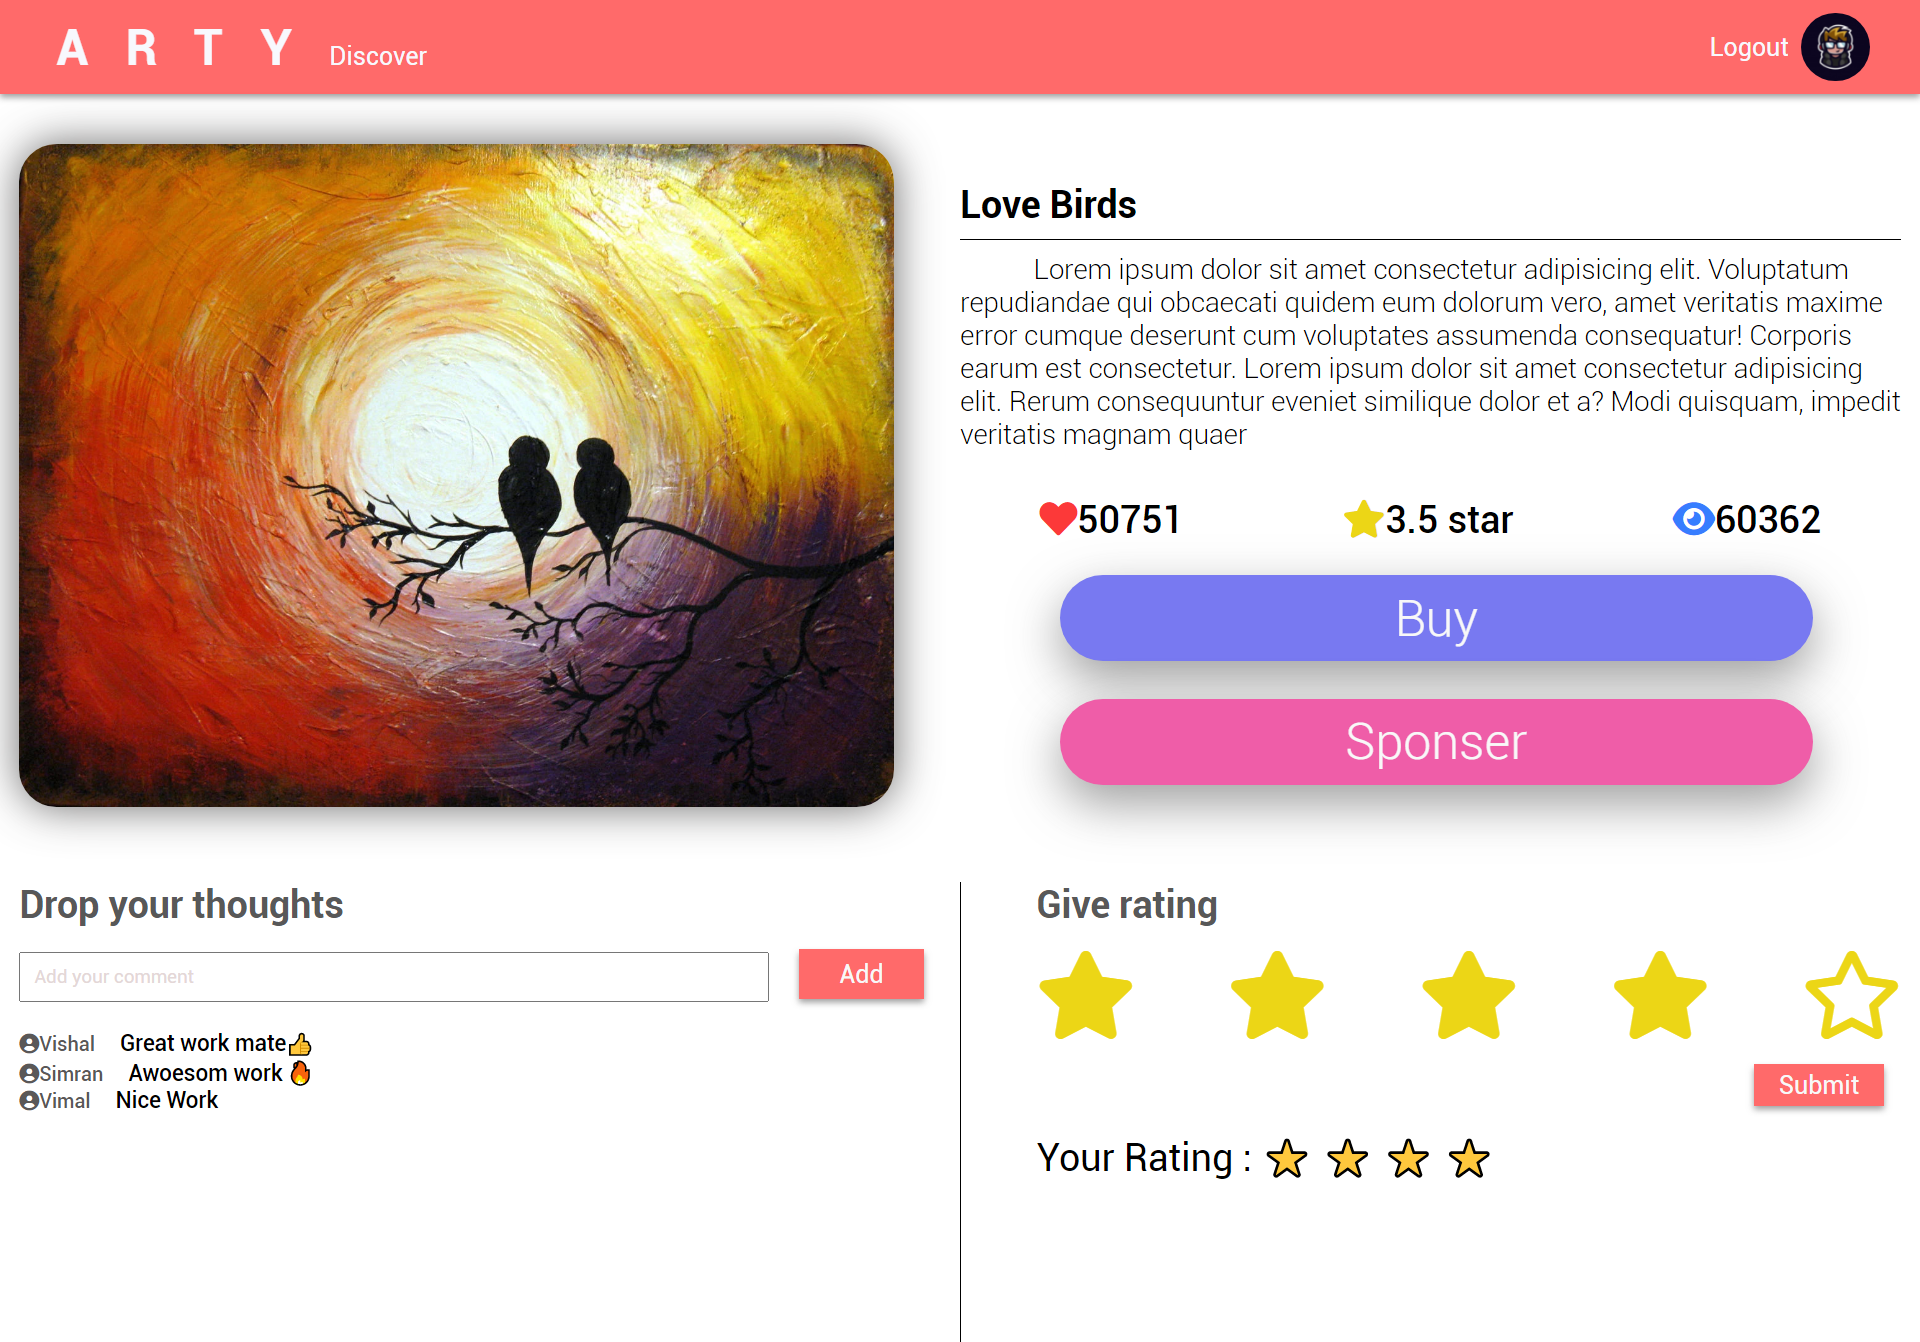 A R T Y Discover Logout
Love Birds
Lorem ipsum dolor sit amet consectetur adipisicing elit. Voluptatum
repudiandae qui obcaecati quidem eum dolorum vero, amet veritatis maxime
error cumque deserunt cum voluptates assumenda consequatur! Corporis
earum est consectetur. Lorem ipsum dolor sit amet consectetur adipisicing
elit. Rerum consequuntur eveniet similique dolor et a? Modi quisquam, impedit
veritatis magnam quaer
50751 3.5 star 60362
Buy
Sponser
Drop your thoughts
Add your comment Add
Vishal Great work mate👍
Simran Awoesom work 🔥
Vimal Nice Work
Give rating
Submit
Your Rating : ⭐ ⭐ ⭐ ⭐